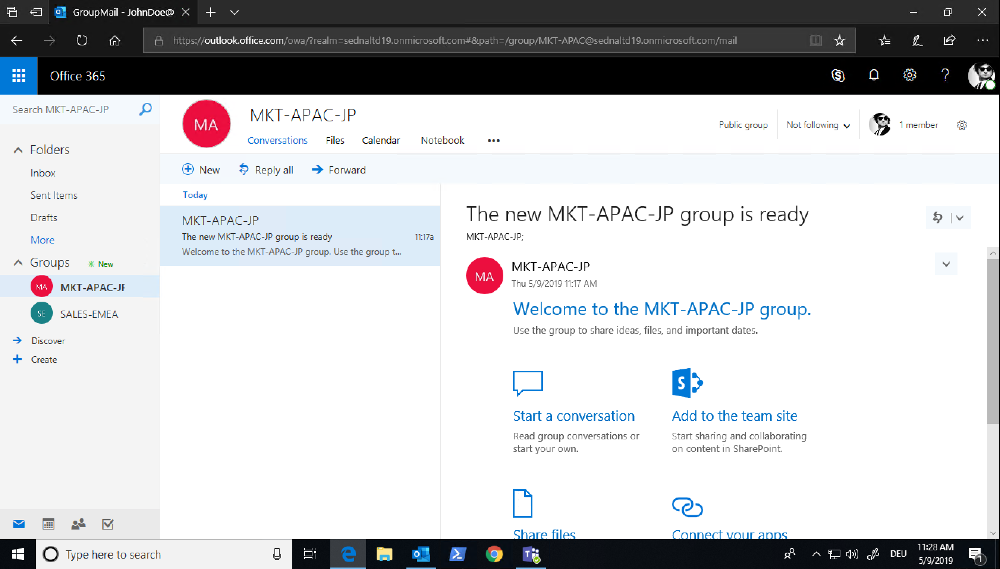 GroupMail - JohnDoe@
https://outlook.office.com/owa/?realm=sednaltd19.onmicrosoft.com#&path=/group/MKT-APAC@sednaltd19.onmicrosoft.com/mail
Office 365
Search MKT-APAC-JP
Folders
Inbox
Sent Items
Drafts
More
Groups New
MA MKT-APAC-JP
SE SALES-EMEA
Discover
Create
MA
MKT-APAC-JP
Conversations Files Calendar Notebook
Public group Not following 1 member
New Reply all Forward
Today
MKT-APAC-JP
The new MKT-APAC-JP group is ready 11:17a
Welcome to the MKT-APAC-JP group. Use the group t...
The new MKT-APAC-JP group is ready
MKT-APAC-JP;
MA
MKT-APAC-JP
Thu 5/9/2019 11:17 AM
Welcome to the MKT-APAC-JP group.
Use the group to share ideas, files, and important dates.
Start a conversation
Read group conversations or
start your own.
Add to the team site
Start sharing and collaborating
on content in SharePoint.
Share files
Connect your apps
Type here to search
DEU
11:28 AM
5/9/2019
1